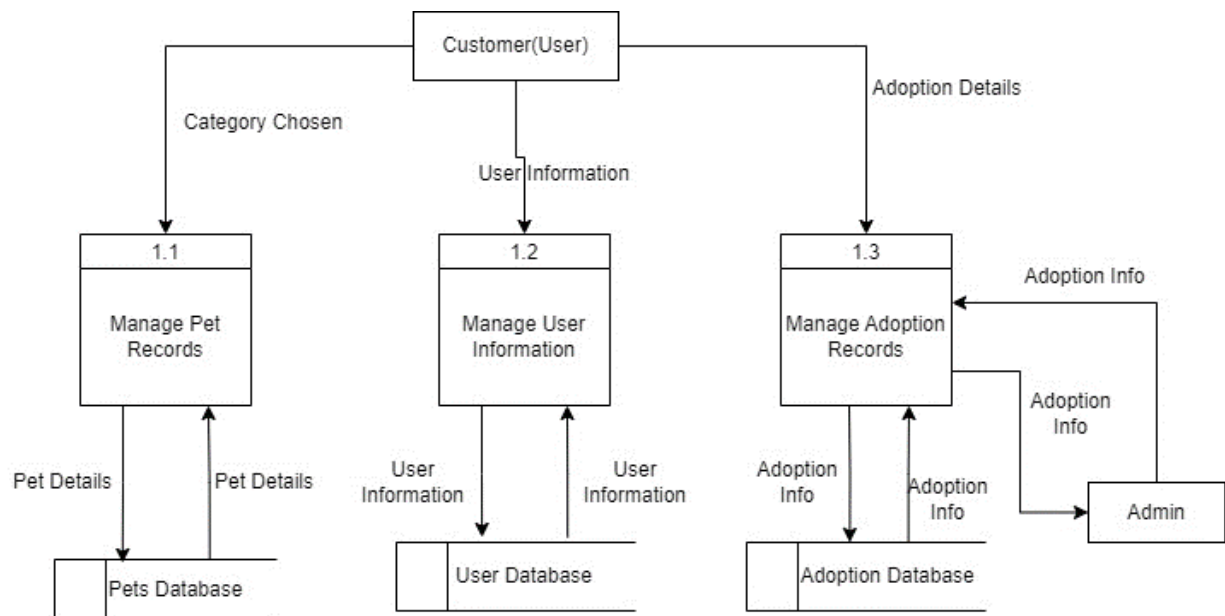 Customer(User)
Adoption Details
Category Chosen
User Information
1.1
1.2
1.3
Manage Pet
Records
Manage User
Information
Manage Adoption
Records
Adoption Info
Adoption
Info
Pet Details
Pet Details
User
Information
User
Information
Adoption
Info
Adoption
Info
Admin
Pets Database
User Database
Adoption Database